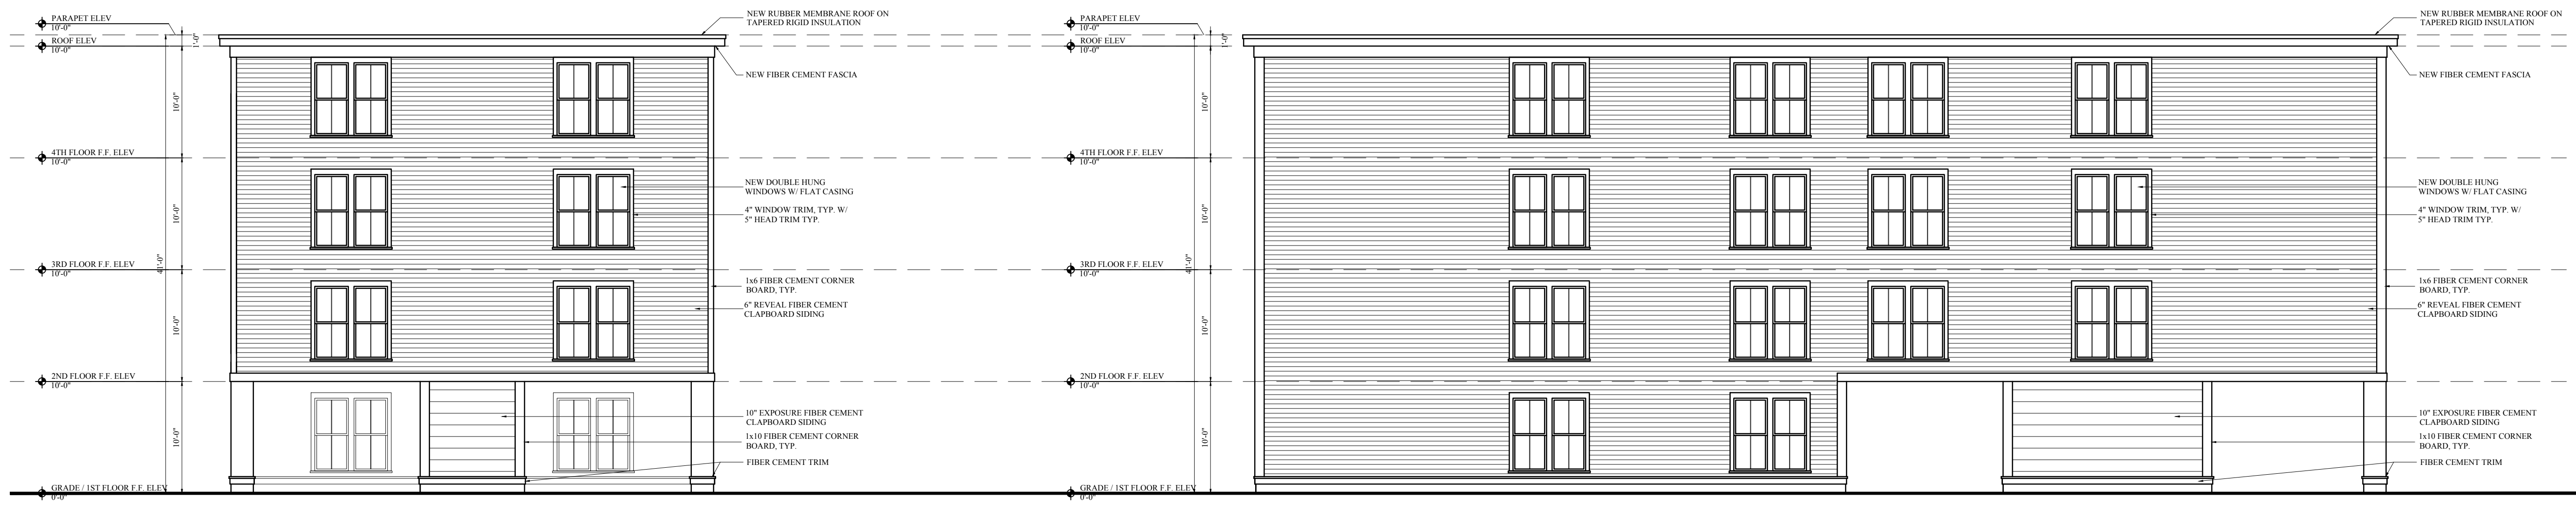 PARAPET ELEV
10'-0"
ROOF ELEV
10'-0"
1'-0"
10'-0"
4TH FLOOR F.F. ELEV
10'-0"
10'-0"
3RD FLOOR F.F. ELEV
10'-0"
41'-0"
10'-0"
2ND FLOOR F.F. ELEV
10'-0"
10'-0"
GRADE / 1ST FLOOR F.F. ELEV
0'-0"
NEW RUBBER MEMBRANE ROOF ON
TAPERED RIGID INSULATION
NEW FIBER CEMENT FASCIA
NEW DOUBLE HUNG
WINDOWS W/ FLAT CASING
4" WINDOW TRIM, TYP. W/
5" HEAD TRIM TYP.
1x6 FIBER CEMENT CORNER
BOARD, TYP.
6" REVEAL FIBER CEMENT
CLAPBOARD SIDING
10" EXPOSURE FIBER CEMENT
CLAPBOARD SIDING
1x10 FIBER CEMENT CORNER
BOARD, TYP.
FIBER CEMENT TRIM
PARAPET ELEV
10'-0"
ROOF ELEV
10'-0"
1'-0"
10'-0"
4TH FLOOR F.F. ELEV
10'-0"
10'-0"
3RD FLOOR F.F. ELEV
10'-0"
41'-0"
10'-0"
2ND FLOOR F.F. ELEV
10'-0"
10'-0"
GRADE / 1ST FLOOR F.F. ELEV
0'-0"
NEW RUBBER MEMBRANE ROOF ON
TAPERED RIGID INSULATION
NEW FIBER CEMENT FASCIA
NEW DOUBLE HUNG
WINDOWS W/ FLAT CASING
4" WINDOW TRIM, TYP. W/
5" HEAD TRIM TYP.
1x6 FIBER CEMENT CORNER
BOARD, TYP.
6" REVEAL FIBER CEMENT
CLAPBOARD SIDING
10" EXPOSURE FIBER CEMENT
CLAPBOARD SIDING
1x10 FIBER CEMENT CORNER
BOARD, TYP.
FIBER CEMENT TRIM